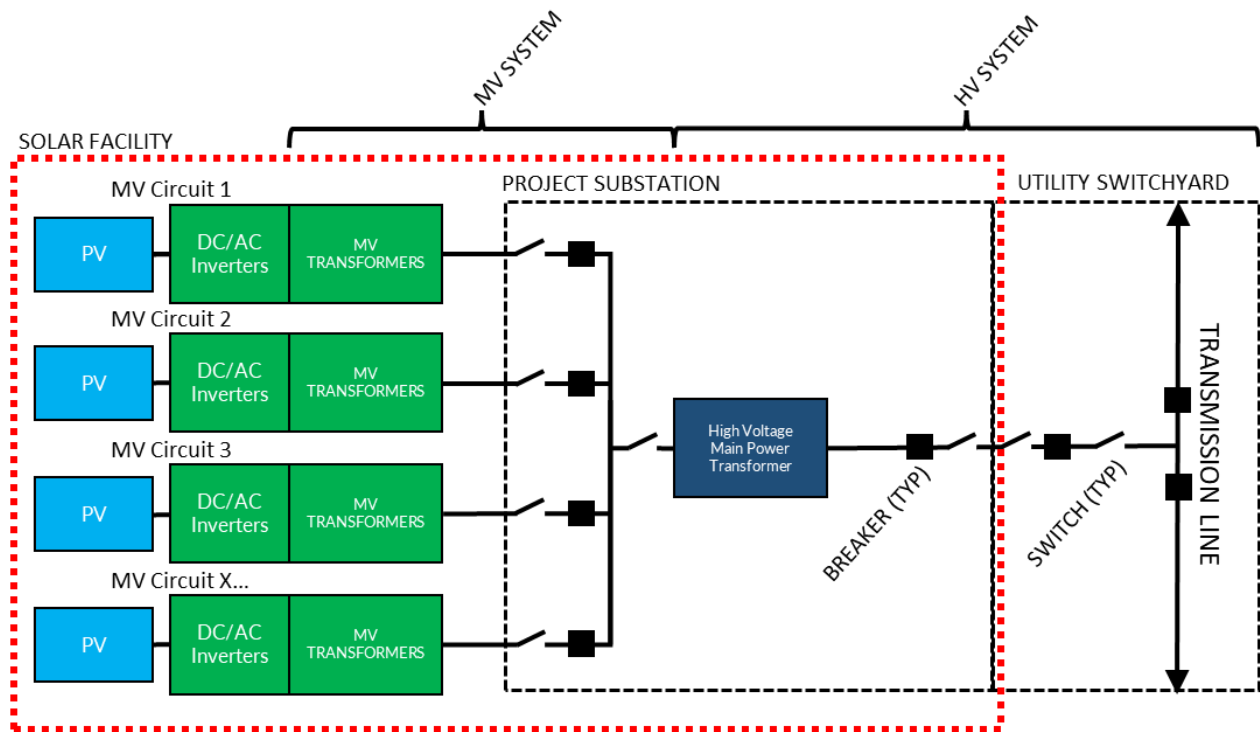 MV SYSTEM
HV SYSTEM
SOLAR FACILITY
PROJECT SUBSTATION
UTILITY SWITCHYARD
MV Circuit 1
PV
DC/AC
Inverters
MV
TRANSFORMERS
MV Circuit 2
PV
DC/AC
Inverters
MV
TRANSFORMERS
MV Circuit 3
PV
DC/AC
Inverters
MV
TRANSFORMERS
MV Circuit X...
PV
DC/AC
Inverters
MV
TRANSFORMERS
High Voltage
Main Power
Transformer
BREAKER (TYP)
SWITCH (TYP)
TRANSMISSION LINE